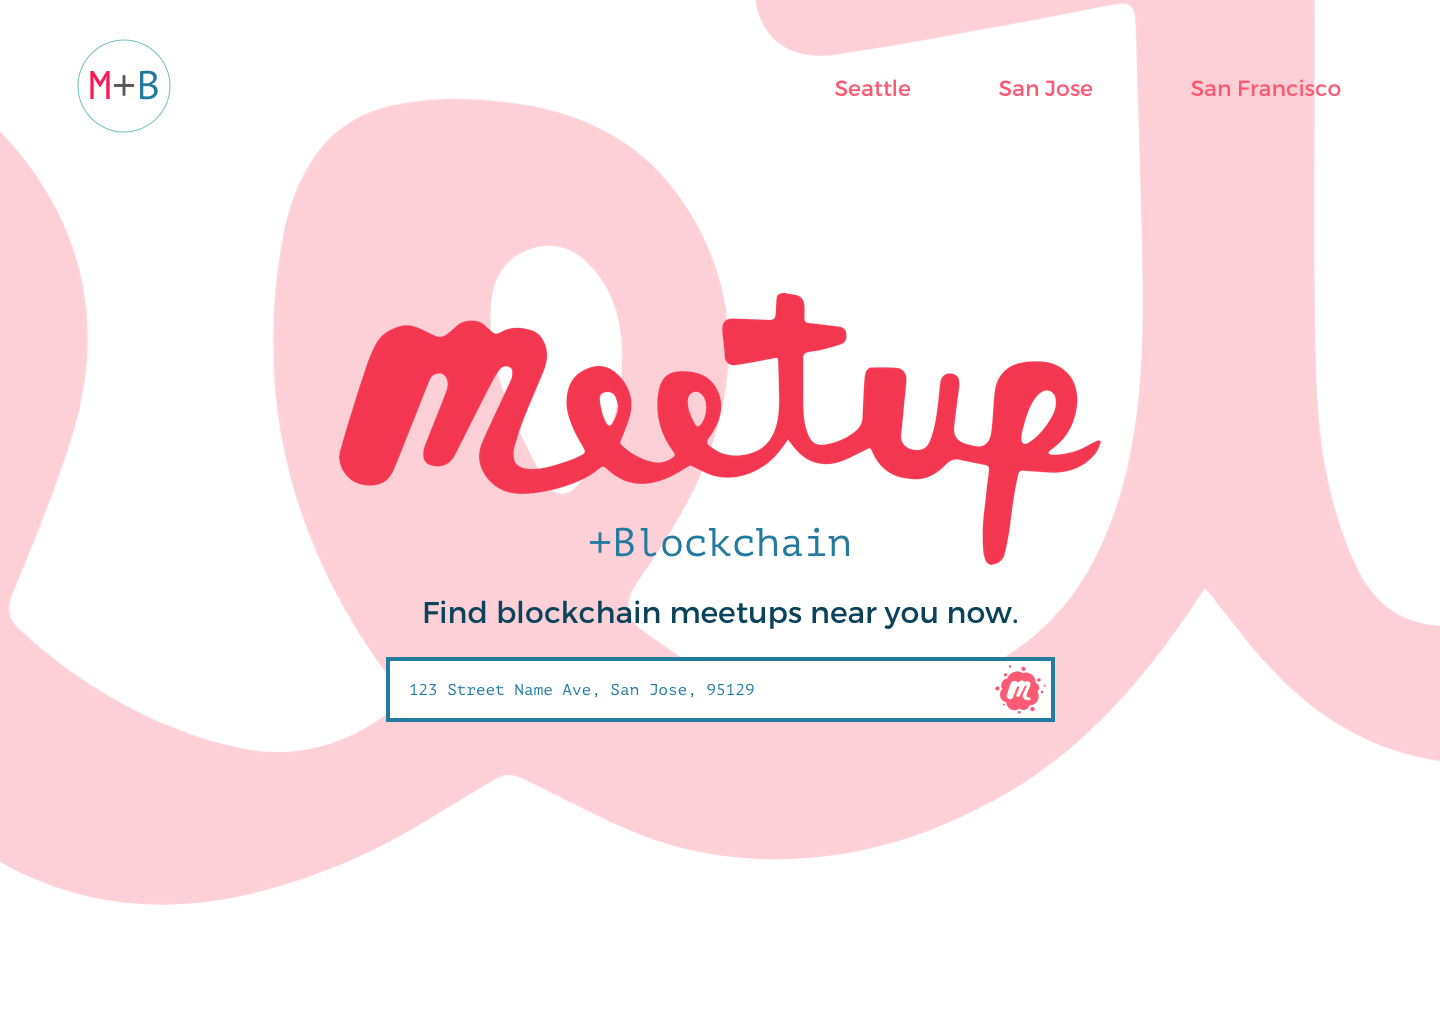 M+B
Seattle San Jose San Francisco
Meetup
+Blockchain
Find blockchain meetups near you now.
123 Street Name Ave, San Jose, 95129
m